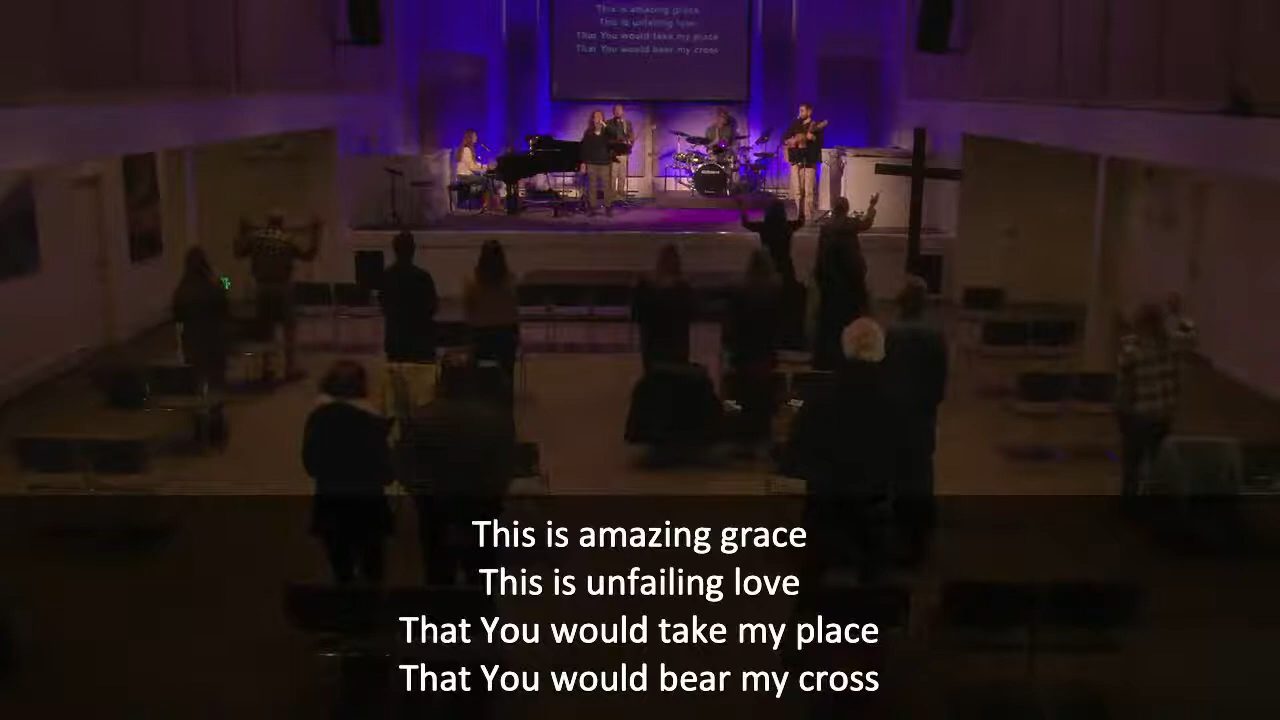 This is amazing grace
This is unfailing love
That You would take my place
That You would bear my cross
This is amazing grace
This is unfailing love
That You would take my place
That You would bear my cross